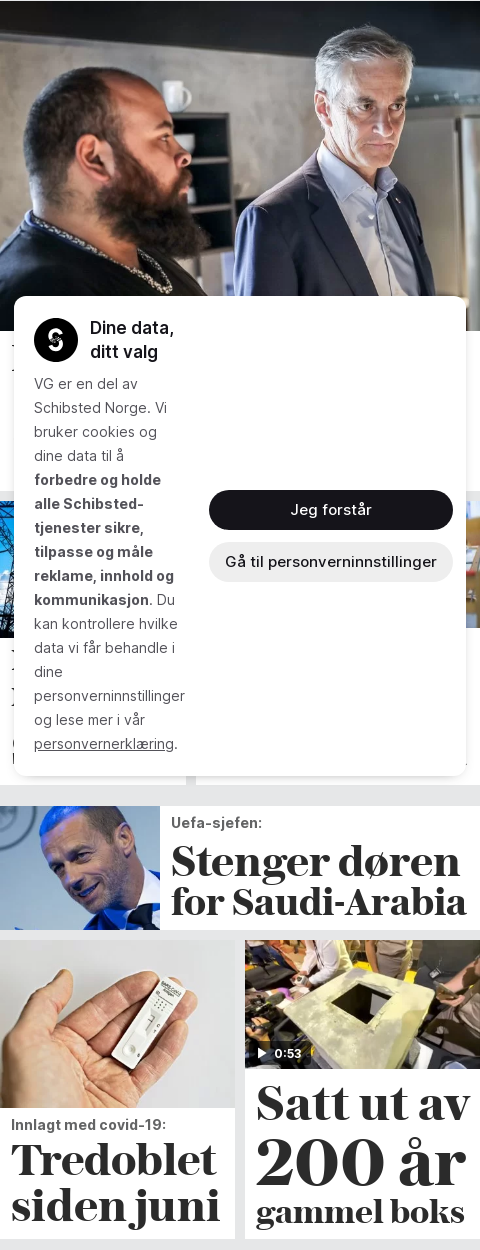 Dine data,
ditt valg
VG er en del av
Schibsted Norge. Vi
bruker cookies og
dine data til å
forbedre og holde
alle Schibsted-
tjenester sikre,
tilpasse og måle
reklame, innhold og
kommunikasjon. Du
kan kontrollere hvilke
data vi får behandle i
dine
personverninnstillinger
og lese mer i vår
personvernerklæring.
Jeg forstår
Gå til personverninnstillinger
Uefa-sjefen:
Stenger døren
for Saudi-Arabia
Innlagt med covid-19:
Tredoblet
siden juni
0:53
Satt ut av
200 år
gammel boks